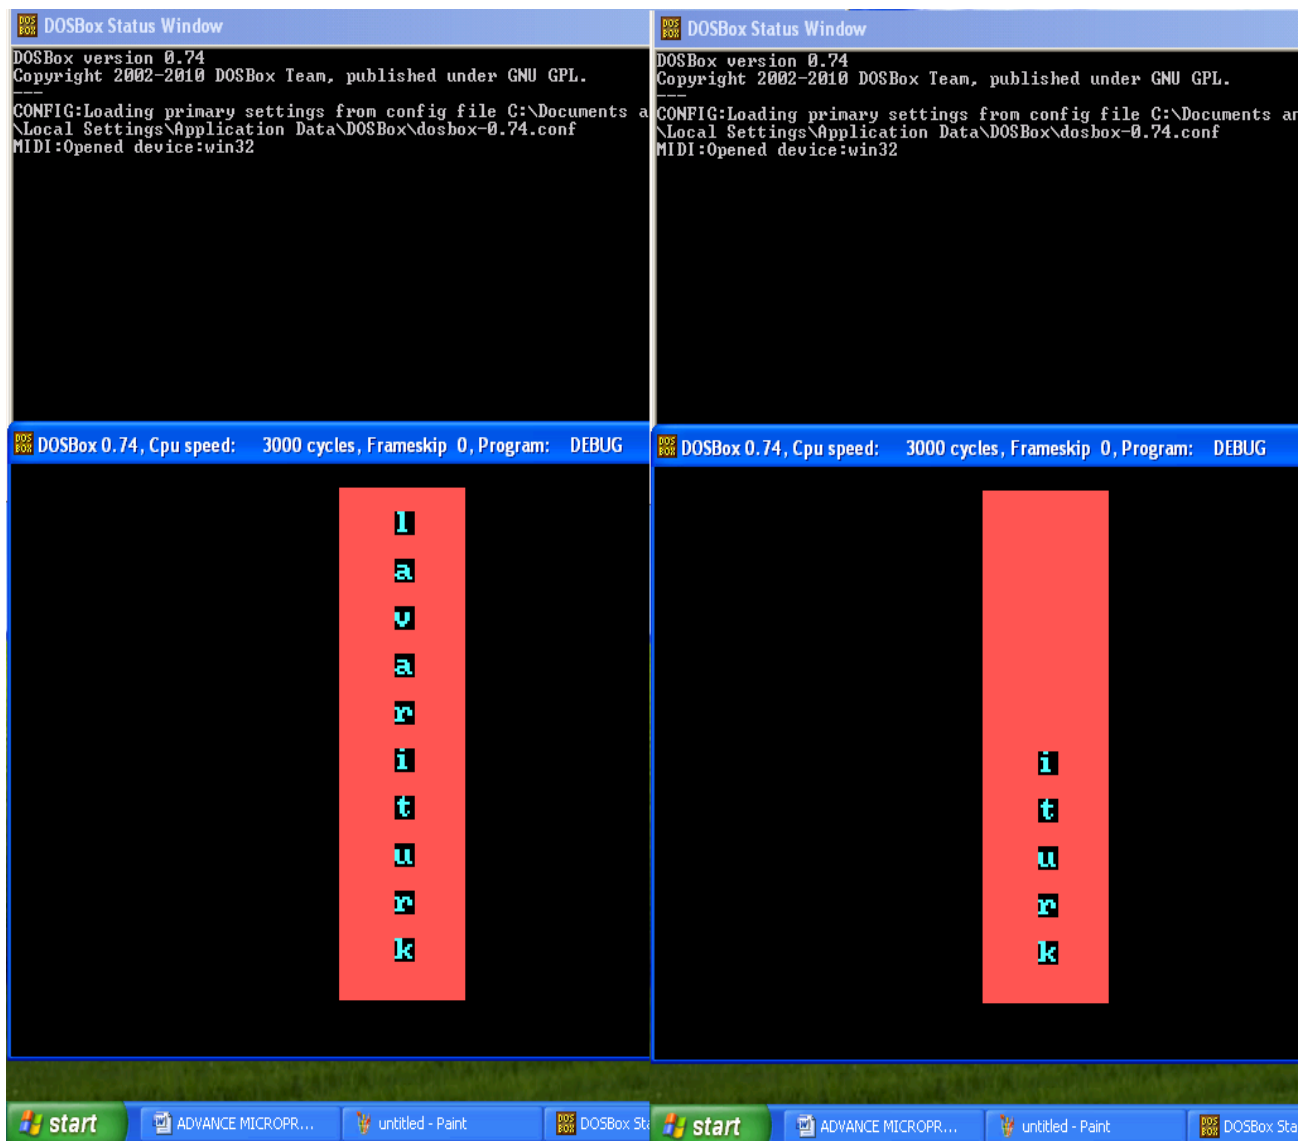 DOSBox Status Window
DOSBox version 0.74
Copyright 2002-2010 DOSBox Team, published under GNU GPL.
---
CONFIG:Loading primary settings from config file C:\Documents a
\Local Settings\Application Data\DOSBox\dosbox-0.74.conf
MIDI:Opened device:win32
DOSBox 0.74, Cpu speed: 3000 cycles, Frameskip 0, Program: DEBUG
l
a
v
a
r
i
t
u
r
k
start
ADVANCE MICROPR...
untitled - Paint
DOSBox Sta
DOSBox Status Window
DOSBox version 0.74
Copyright 2002-2010 DOSBox Team, published under GNU GPL.
---
CONFIG:Loading primary settings from config file C:\Documents an
\Local Settings\Application Data\DOSBox\dosbox-0.74.conf
MIDI:Opened device:win32
DOSBox 0.74, Cpu speed: 3000 cycles, Frameskip 0, Program: DEBUG
i
t
u
r
k
start
ADVANCE MICROPR...
untitled - Paint
DOSBox Sta